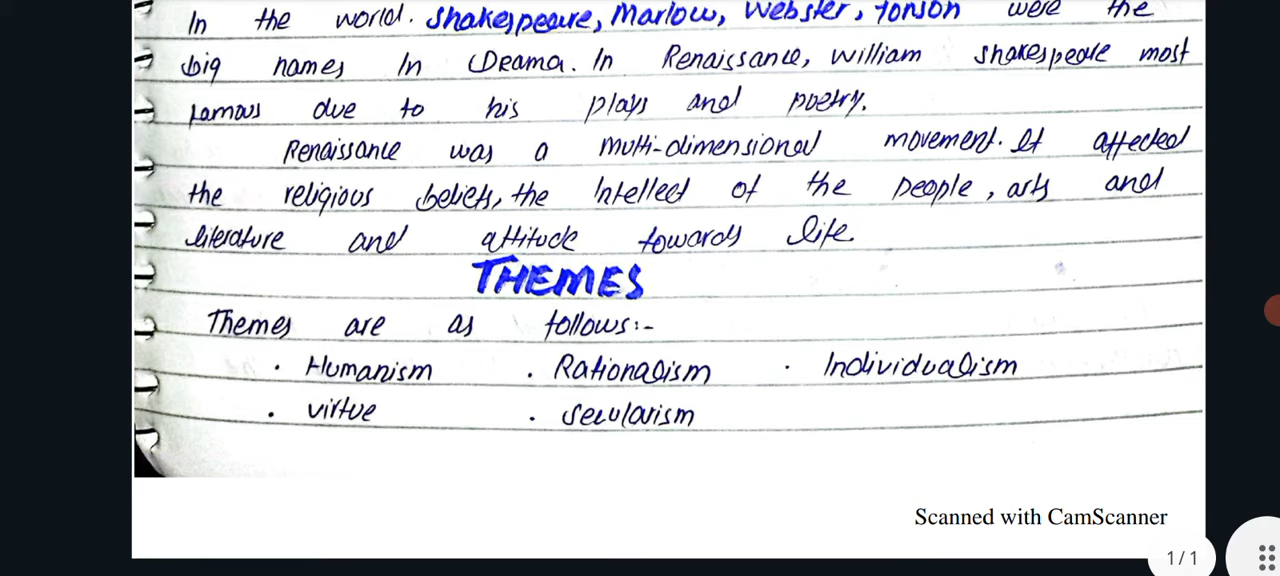 In the world. Shakespeare, Marlow, Webster, Jonson were the
big names In Drama. In Renaissance, William Shakespeare most
famous due to his plays and poetry.
Renaissance was a multi-dimensional movement. It affected
the religious beliefs, the Intellect of the people, arts and
literature and attitude towards life.
THEMES
Themes are as follows:-
· Humanism · Rationalism · Individualism
· virtue · Secularism
Scanned with CamScanner
1/1